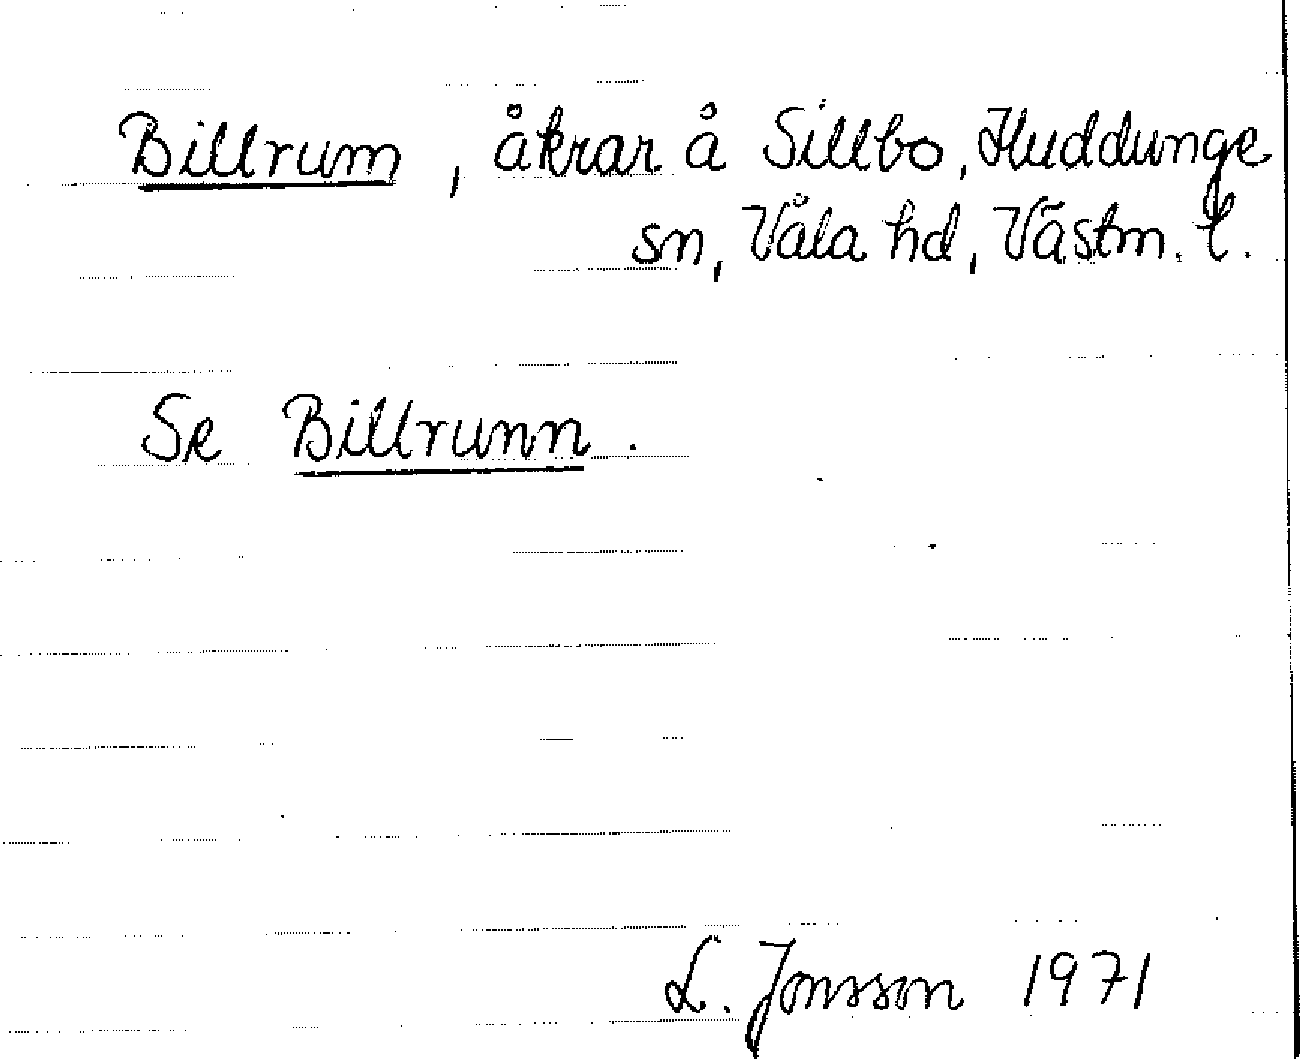 Billrum, åkrar å Sillbo, Huddunge
sn, Våla hd, Västm. l.
Se Billrunn.
L. Jonsson 1971